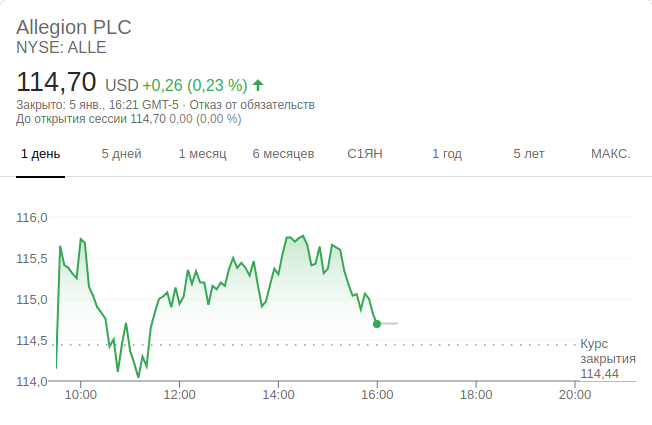 Allegion PLC
NYSE: ALLE
114,70 USD +0,26 (0,23 %)
Закрыто: 5 янв., 16:21 GMT-5 · Отказ от обязательств
До открытия сессии 114,70 0,00 (0,00 %)
1 день 5 дней 1 месяц 6 месяцев С1ЯН 1 год 5 лет МАКС.
116,0
115,5
115,0
114,5
Курс
закрытия
114,44
114,0
10:00 12:00 14:00 16:00 18:00 20:00